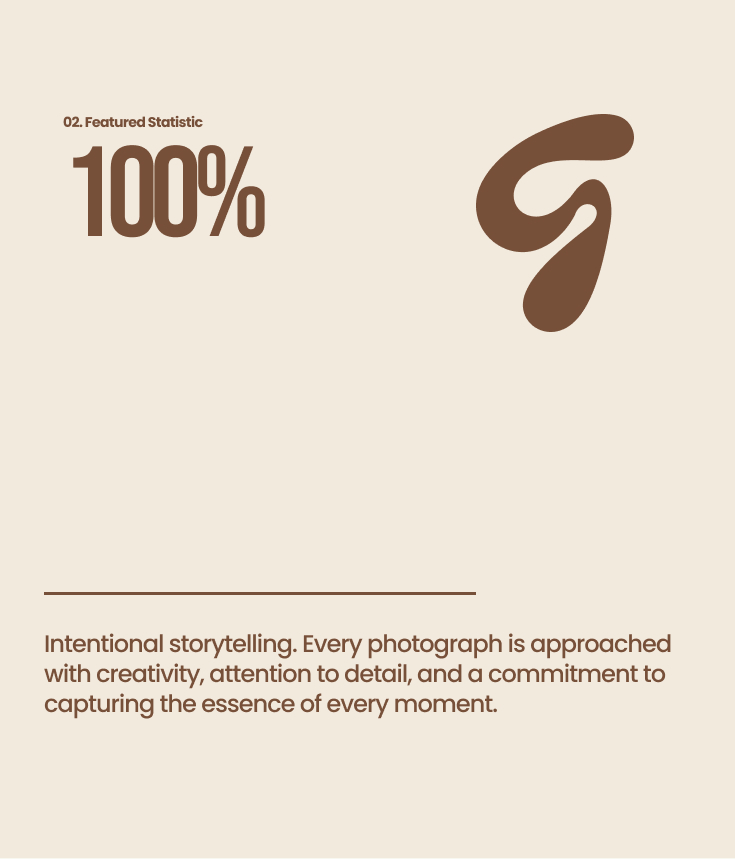 02. Featured Statistic
100%
Intentional storytelling. Every photograph is approached
with creativity, attention to detail, and a commitment to
capturing the essence of every moment.